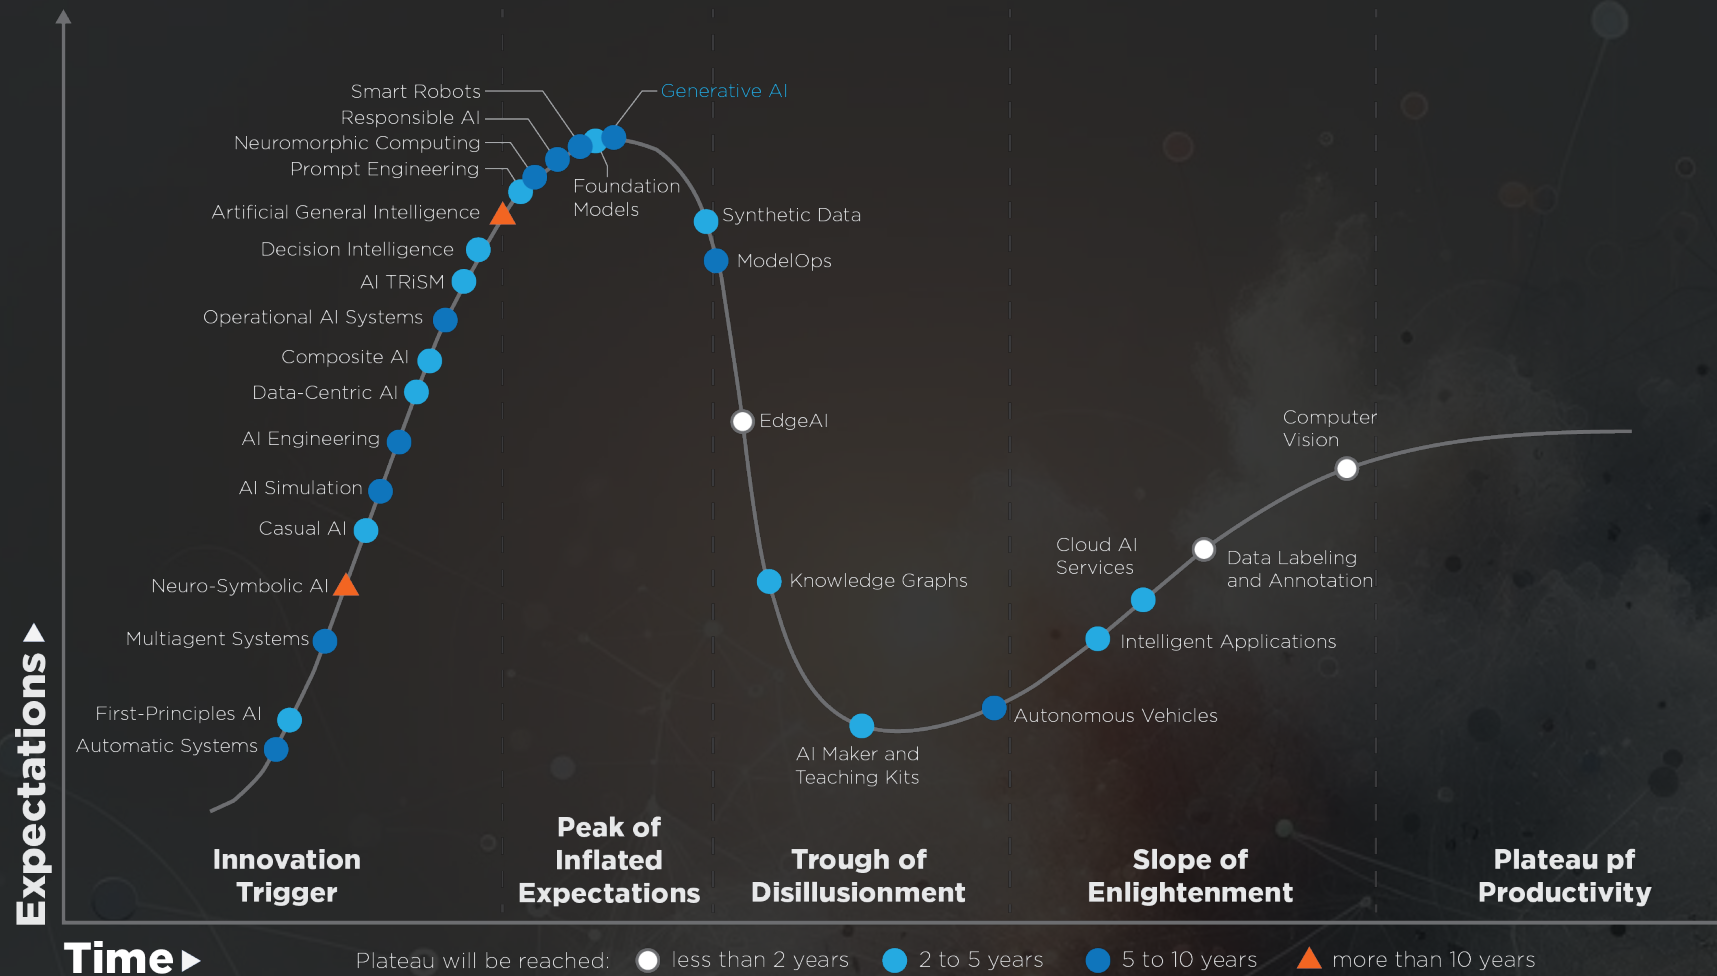 Smart Robots
Generative AI
Responsible AI
Neuromorphic Computing
Prompt Engineering
Foundation
Models
Artificial General Intelligence
Synthetic Data
Decision Intelligence
ModelOps
AI TRiSM
Operational AI Systems
Composite AI
Data-Centric AI
EdgeAI
Computer
Vision
AI Engineering
AI Simulation
Casual AI
Cloud AI
Services
Data Labeling
and Annotation
Neuro-Symbolic AI
Knowledge Graphs
Multiagent Systems
Intelligent Applications
First-Principles AI
Autonomous Vehicles
Automatic Systems
AI Maker and
Teaching Kits
Expectations
Innovation
Trigger
Peak of
Inflated
Expectations
Trough of
Disillusionment
Slope of
Enlightenment
Plateau pf
Productivity
Time
Plateau will be reached: less than 2 years 2 to 5 years 5 to 10 years more than 10 years